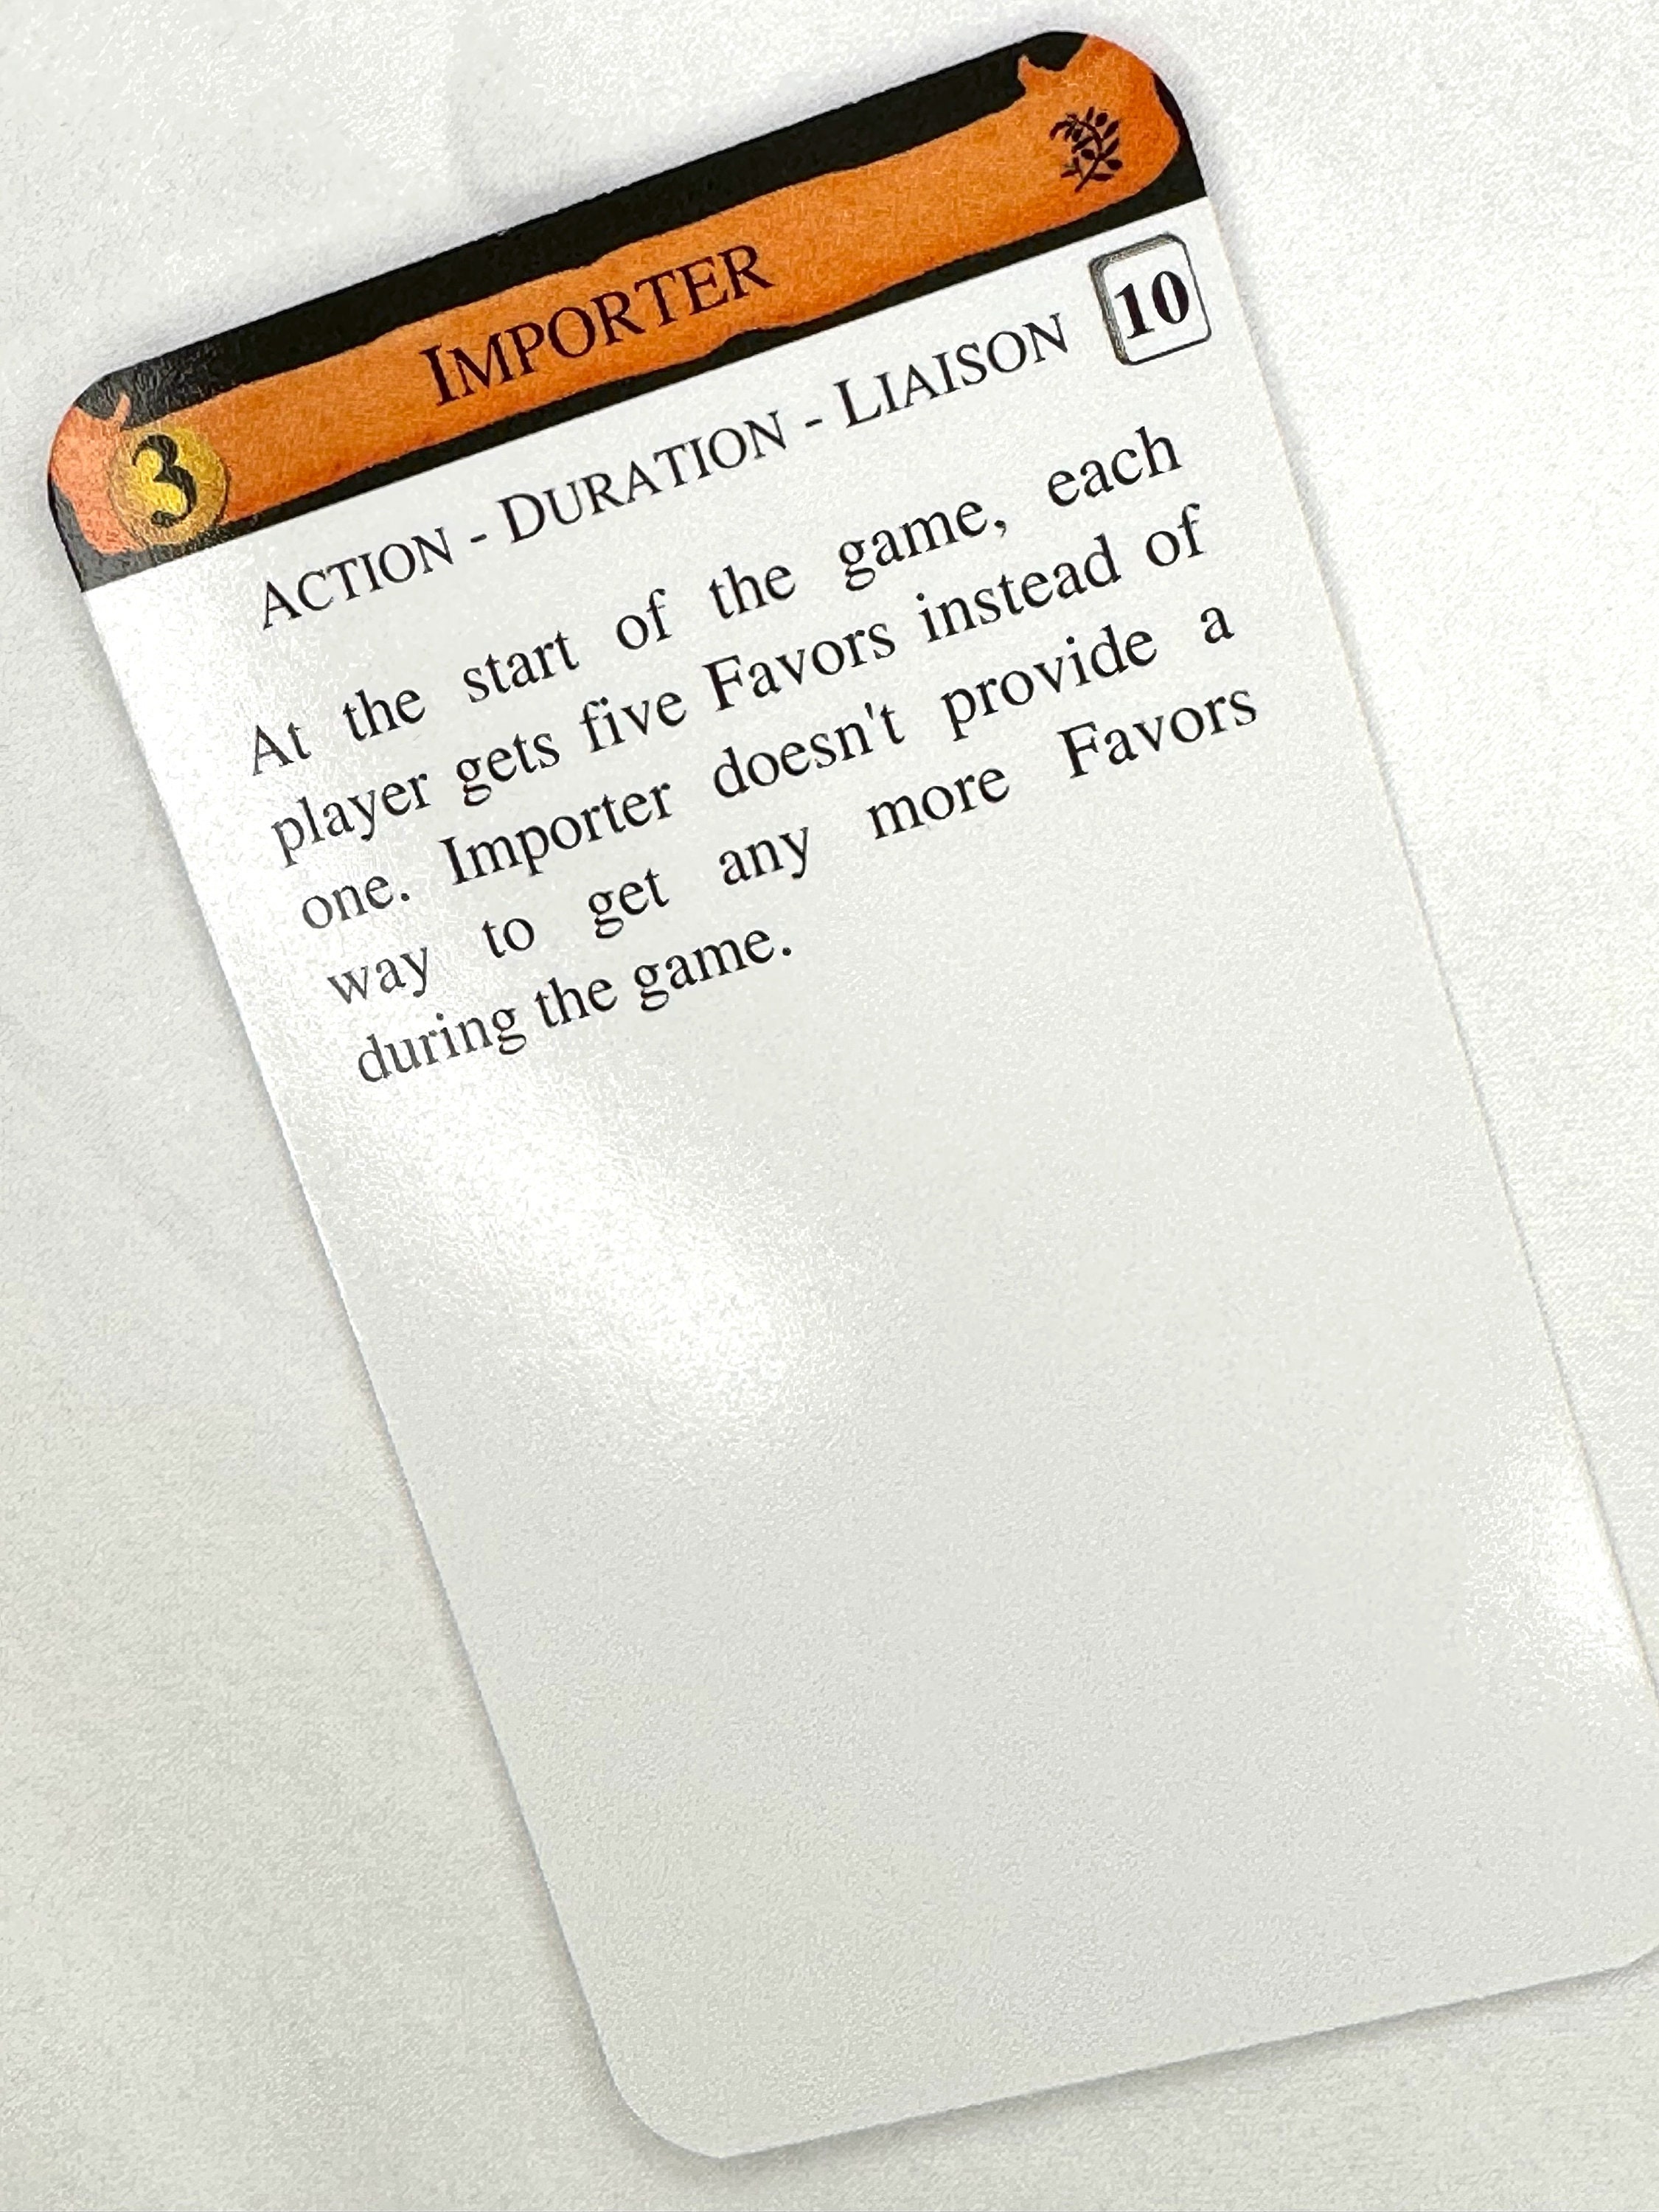 IMPORTER
3
ACTION - DURATION - LIAISON
10
At the start of the game, each
player gets five Favors instead of
one. Importer doesn't provide a
way to get any more Favors
during the game.